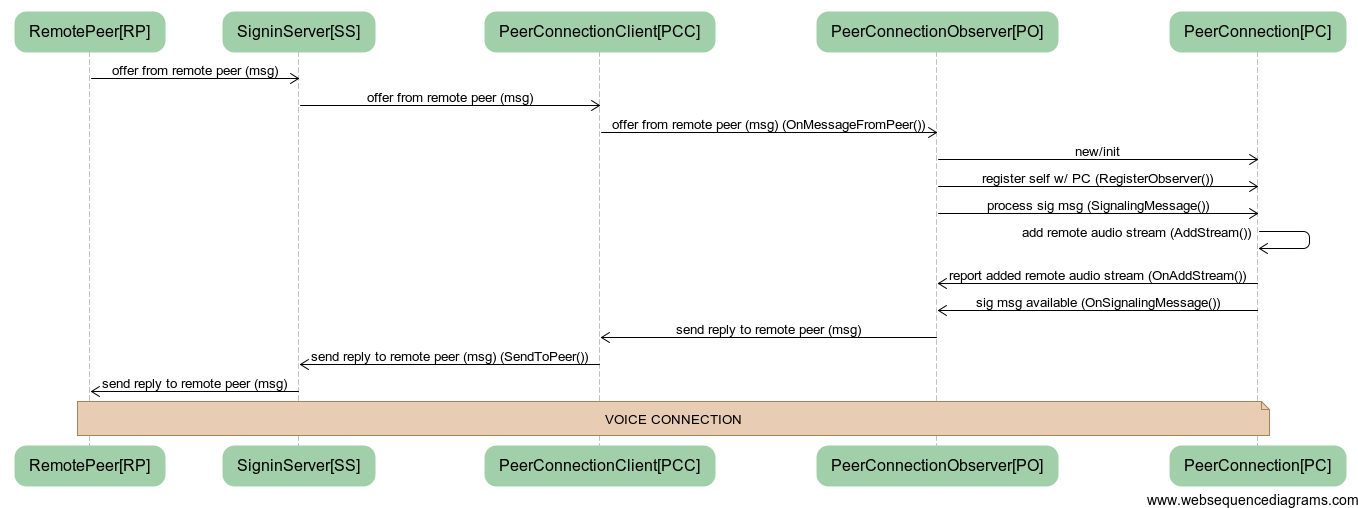 RemotePeer[RP]
SigninServer[SS]
PeerConnectionClient[PCC]
PeerConnectionObserver[PO]
PeerConnection[PC]
offer from remote peer (msg)
offer from remote peer (msg)
offer from remote peer (msg) (OnMessageFromPeer())
new/init
register self w/ PC (RegisterObserver())
process sig msg (SignalingMessage())
add remote audio stream (AddStream())
report added remote audio stream (OnAddStream())
sig msg available (OnSignalingMessage())
send reply to remote peer (msg)
send reply to remote peer (msg) (SendToPeer())
send reply to remote peer (msg)
VOICE CONNECTION
RemotePeer[RP]
SigninServer[SS]
PeerConnectionClient[PCC]
PeerConnectionObserver[PO]
PeerConnection[PC]
www.websequencediagrams.com